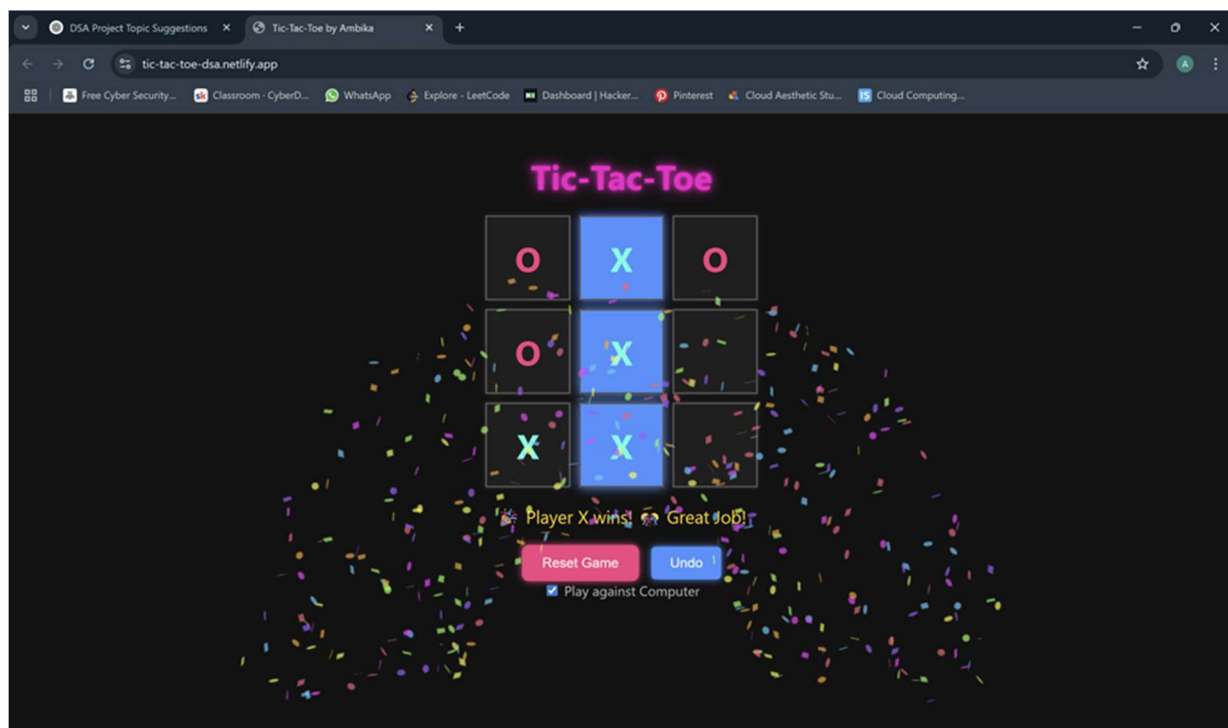 DSA Project Topic Suggestions
Tic-Tac-Toe by Ambika
tic-tac-toe-dsa.netlify.app
A
Free Cyber Security...
sk Classroom - CyberD...
WhatsApp
Explore - LeetCode
Dashboard | Hacker...
Pinterest
Cloud Aesthetic Stu...
IS Cloud Computing...
Tic-Tac-Toe
O X O
O X
X X
🎉 Player X wins! 🎊 Great Job!
Reset Game Undo
Play against Computer